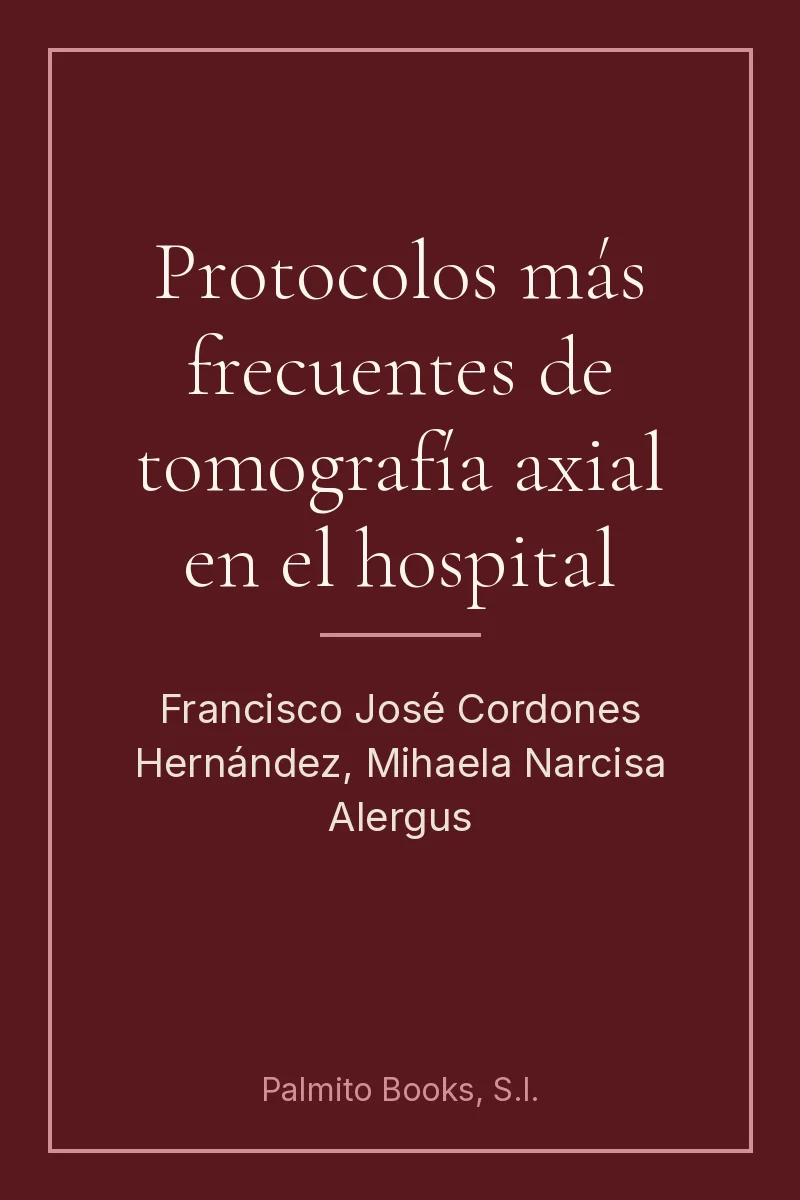 Protocolos más
frecuentes de
tomografía axial
en el hospital
Francisco José Cordones
Hernández, Mihaela Narcisa
Alergus
Palmito Books, S.l.